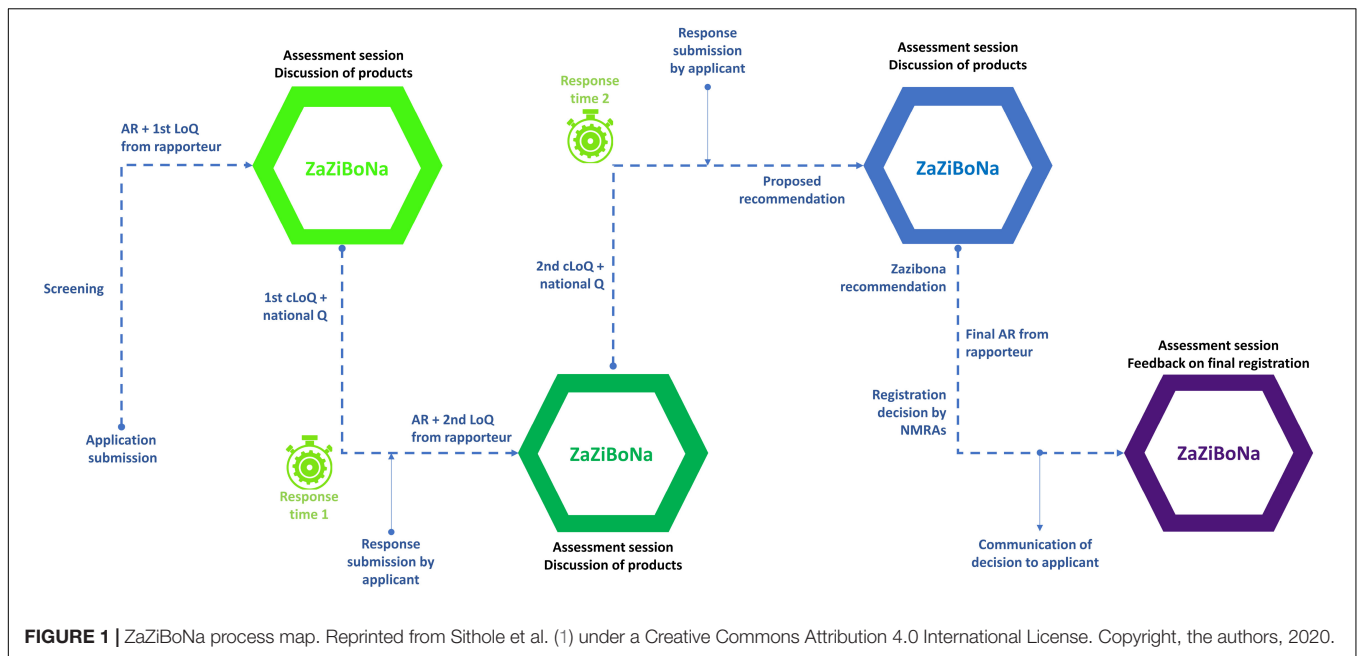 Application
submission
Screening
AR + 1st LoQ
from rapporteur
Assessment session
Discussion of products
ZaZiBoNa
1st cLoQ +
national Q
Response
time 1
Response
submission by
applicant
AR + 2nd LoQ
from rapporteur
ZaZiBoNa
Assessment session
Discussion of products
2nd cLoQ +
national Q
Response
time 2
Response
submission
by applicant
Proposed
recommendation
Assessment session
Discussion of products
ZaZiBoNa
Zazibona
recommendation
Final AR from
rapporteur
Registration
decision by
NMRAs
Communication of
decision to applicant
Assessment session
Feedback on final registration
ZaZiBoNa
FIGURE 1 | ZaZiBoNa process map. Reprinted from Sithole et al. (1) under a Creative Commons Attribution 4.0 International License. Copyright, the authors, 2020.